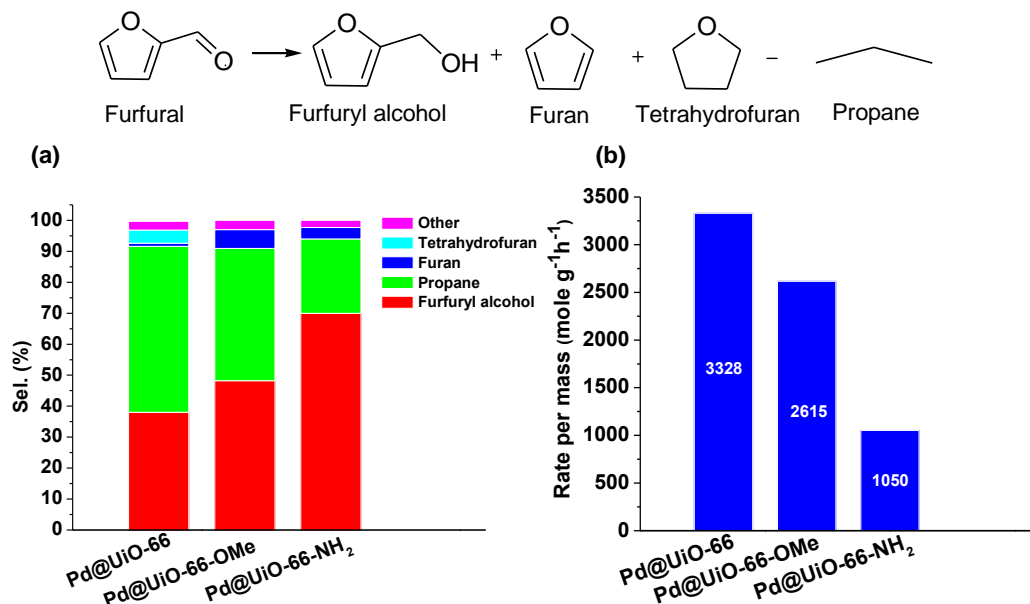 O O O O
O. OH + + −
Furfural Furfuryl alcohol Furan Tetrahydrofuran Propane
(a)
100
90
80
70
60
50
40
30
20
10
0
Sel. (%)
Other
Tetrahydrofuran
Furan
Propane
Furfuryl alcohol
Pd@UiO-66
Pd@UiO-66-OMe
Pd@UiO-66-NH₂
(b)
3500
3000
2500
2000
1500
1000
500
0
Rate per mass (mole g⁻¹h⁻¹)
3328
2615
1050
Pd@UiO-66
Pd@UiO-66-OMe
Pd@UiO-66-NH₂